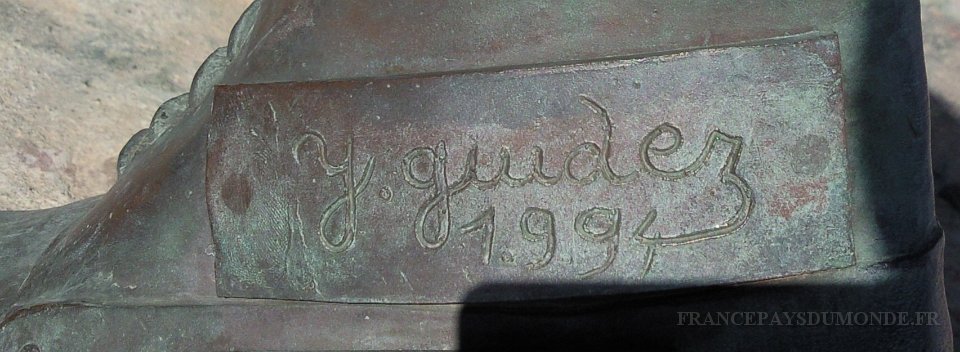 y. guidez
1.994
FRANCEPAYSDUMONDE.FR